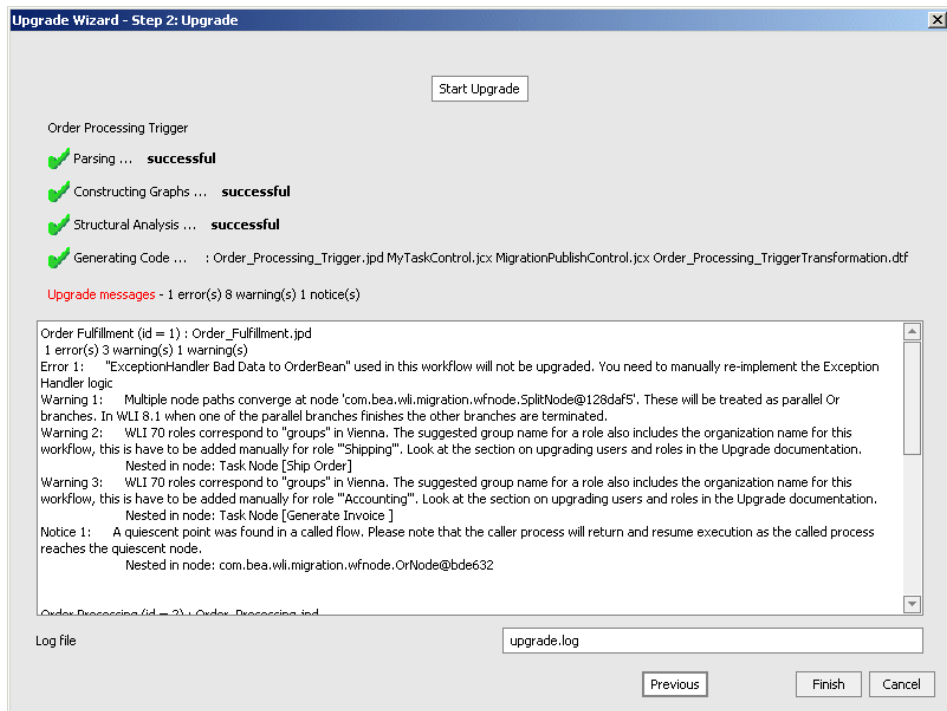 Upgrade Wizard - Step 2: Upgrade
Start Upgrade
Order Processing Trigger
Parsing ... successful
Constructing Graphs ... successful
Structural Analysis ... successful
Generating Code ... : Order_Processing_Trigger.jpd MyTaskControl.jcx MigrationPublishControl.jcx Order_Processing_TriggerTransformation.dtf
Upgrade messages - 1 error(s) 8 warning(s) 1 notice(s)
Order Fulfillment (id = 1) : Order_Fulfillment.jpd
1 error(s) 3 warning(s) 1 warning(s)
Error 1: "ExceptionHandler Bad Data to OrderBean" used in this workflow will not be upgraded. You need to manually re-implement the Exception
Handler logic
Warning 1: Multiple node paths converge at node 'com.bea.wli.migration.wfnode.SplitNode@128daf5'. These will be treated as parallel Or
branches. In WLI 8.1 when one of the parallel branches finishes the other branches are terminated.
Warning 2: WLI 70 roles correspond to "groups" in Vienna. The suggested group name for a role also includes the organization name for this
workflow, this is have to be added manually for role '"Shipping"'. Look at the section on upgrading users and roles in the Upgrade documentation.
Nested in node: Task Node [Ship Order]
Warning 3: WLI 70 roles correspond to "groups" in Vienna. The suggested group name for a role also includes the organization name for this
workflow, this is have to be added manually for role '"Accounting"'. Look at the section on upgrading users and roles in the Upgrade documentation.
Nested in node: Task Node [Generate Invoice ]
Notice 1: A quiescent point was found in a called flow. Please note that the caller process will return and resume execution as the called process
reaches the quiescent node.
Nested in node: com.bea.wli.migration.wfnode.OrNode@bde632
Order Processing (id = 2) : Order_Processing.jpd
Log file
upgrade.log
Previous
Finish
Cancel